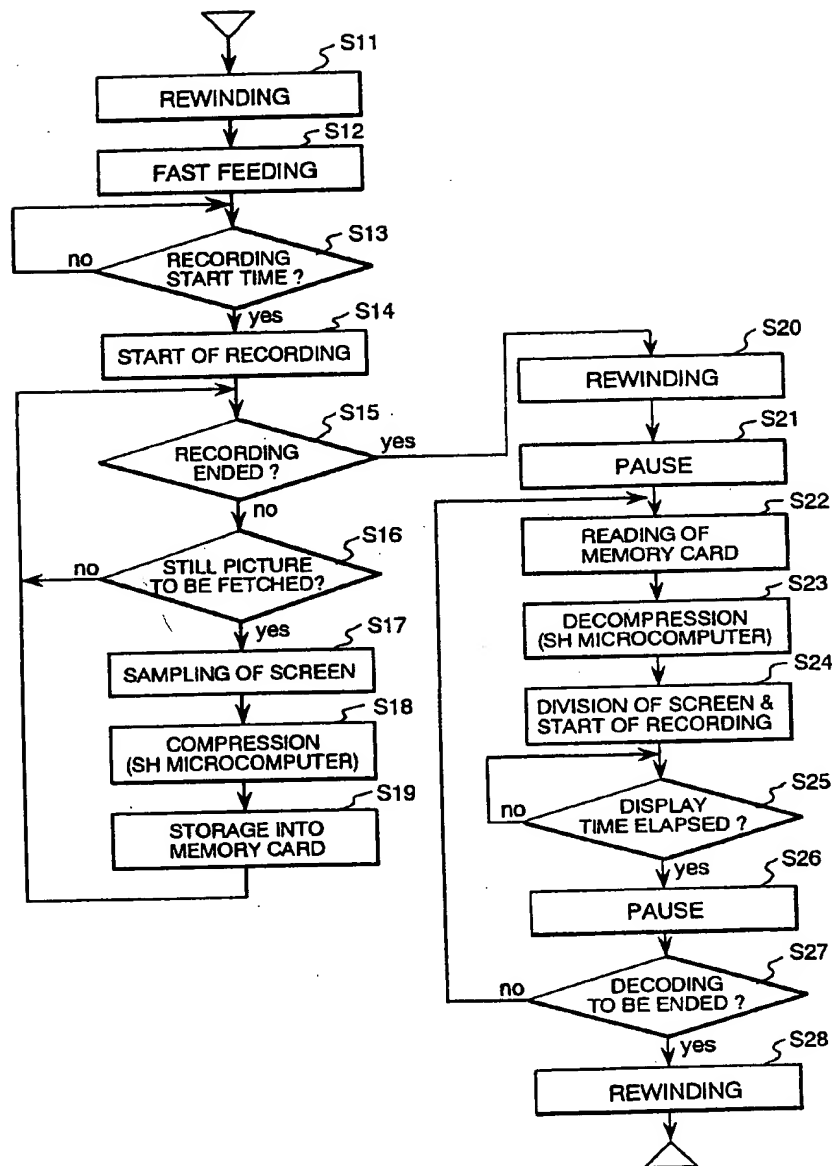 S11
REWINDING
S12
FAST FEEDING
S13
no
RECORDING
START TIME ?
yes
S14
START OF RECORDING
S15
RECORDING
ENDED ?
yes
no
S16
no
STILL PICTURE
TO BE FETCHED?
yes
S17
SAMPLING OF SCREEN
S18
COMPRESSION
(SH MICROCOMPUTER)
S19
STORAGE INTO
MEMORY CARD
S20
REWINDING
S21
PAUSE
S22
READING OF
MEMORY CARD
S23
DECOMPRESSION
(SH MICROCOMPUTER)
S24
DIVISION OF SCREEN &
START OF RECORDING
S25
no
DISPLAY
TIME ELAPSED ?
yes
S26
PAUSE
S27
no
DECODING
TO BE ENDED ?
yes
S28
REWINDING